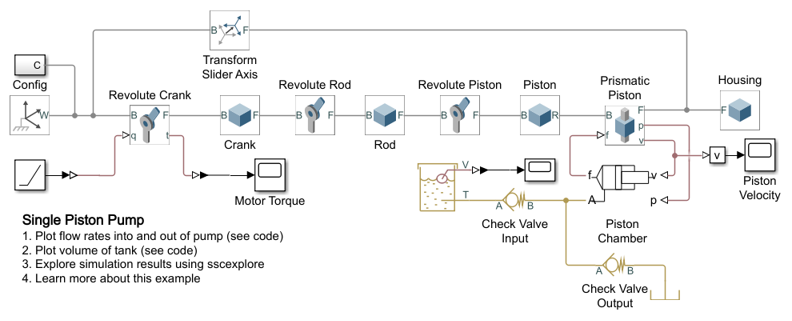 B F
Transform
Slider Axis
C
Config
W
Revolute Crank
B F
q t
B F
Crank
Revolute Rod
B F
B F
Rod
Revolute Piston
B F
Piston
B R
Prismatic
Piston
B F
f p
v
Housing
F
Motor Torque
V
T
A B
Check Valve
Input
f v
A p
Piston
Chamber
v
Piston
Velocity
A B
Check Valve
Output
Single Piston Pump
1. Plot flow rates into and out of pump (see code)
2. Plot volume of tank (see code)
3. Explore simulation results using sscexplore
4. Learn more about this example